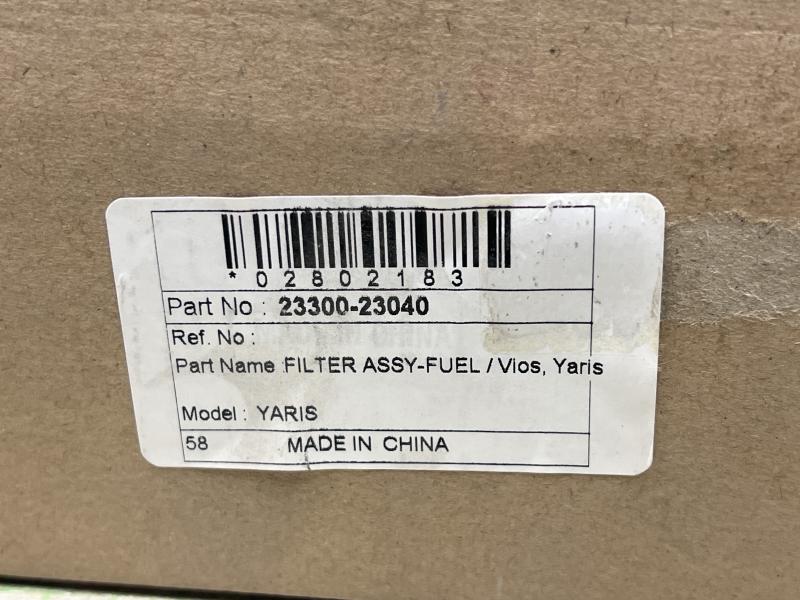 *02802183
Part No : 23300-23040
Ref. No :
Part Name :FILTER ASSY-FUEL / Vios, Yaris
Model : YARIS
58 MADE IN CHINA